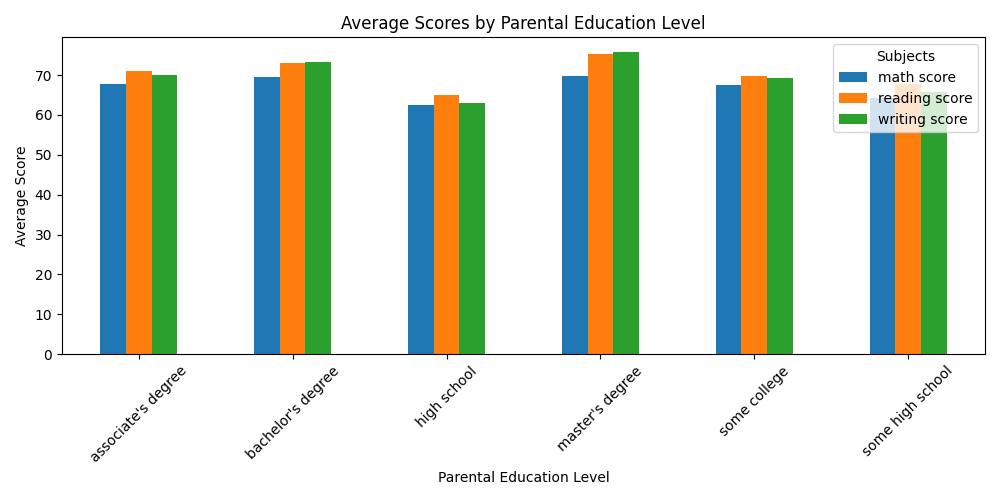 Average Scores by Parental Education Level
Subjects
math score
reading score
writing score
Average Score
70
60
50
40
30
20
10
0
associate's degree
bachelor's degree
high school
master's degree
some college
some high school
Parental Education Level